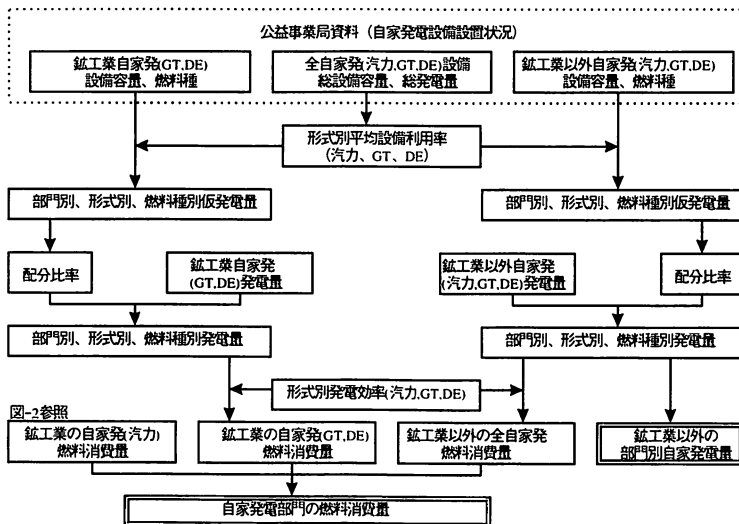 公益事業局資料（自家発電設備設置状況）
鉱工業自家発(GT,DE)
設備容量、燃料種
全自家発(汽力,GT,DE)設備
総設備容量、総発電量
鉱工業以外自家発(汽力,GT,DE)
設備容量、燃料種
形式別平均設備利用率
（汽力、GT、DE）
部門別、形式別、燃料種別仮発電量
部門別、形式別、燃料種別仮発電量
配分比率
鉱工業自家発
(GT,DE)発電量
鉱工業以外自家発
(汽力,GT,DE)発電量
配分比率
部門別、形式別、燃料種別発電量
部門別、形式別、燃料種別発電量
形式別発電効率(汽力,GT,DE)
図-2参照
鉱工業の自家発(汽力)
燃料消費量
鉱工業の自家発(GT,DE)
燃料消費量
鉱工業以外の全自家発
燃料消費量
鉱工業以外の
部門別自家発電量
自家発電部門の燃料消費量